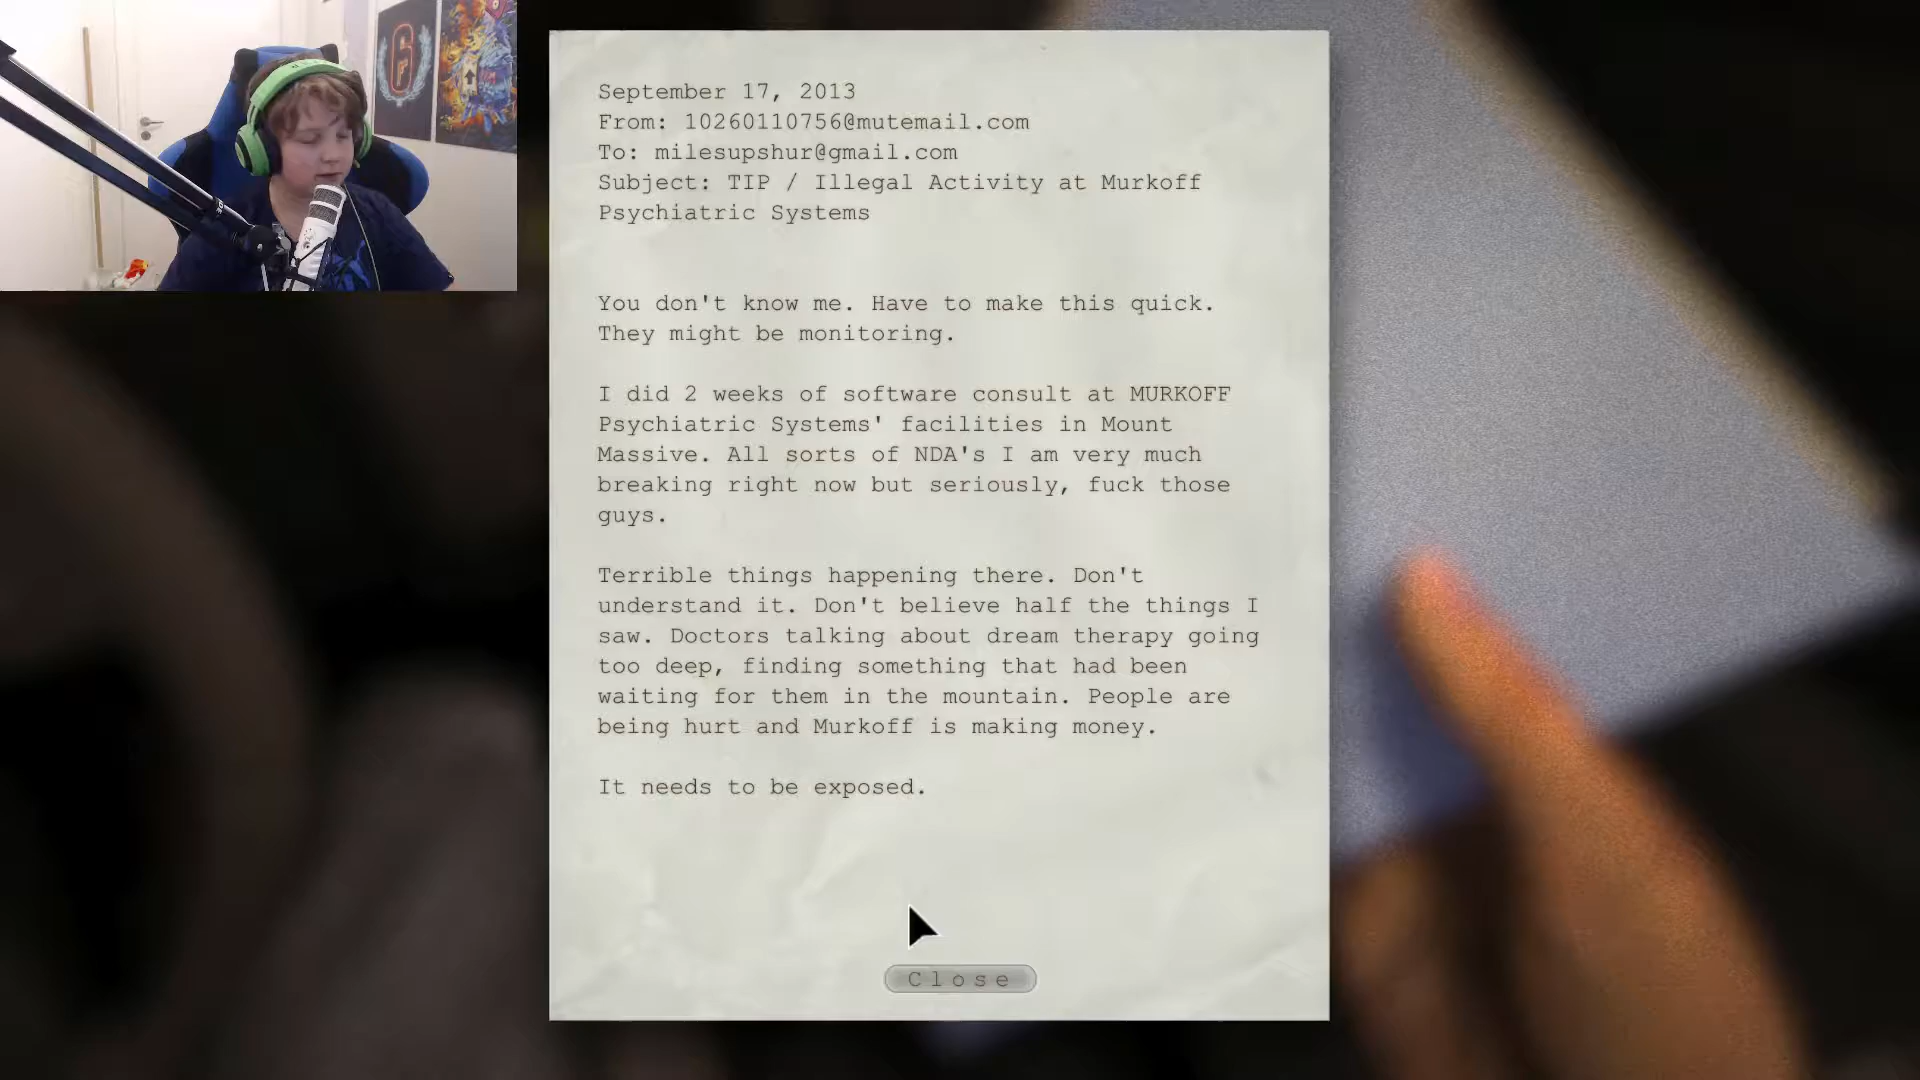 September 17, 2013
From: 10260110756@mutemail.com
To: milesupshur@gmail.com
Subject: TIP / Illegal Activity at Murkoff
Psychiatric Systems
You don't know me. Have to make this quick.
They might be monitoring.
I did 2 weeks of software consult at MURKOFF
Psychiatric Systems' facilities in Mount
Massive. All sorts of NDA's I am very much
breaking right now but seriously, fuck those
guys.
Terrible things happening there. Don't
understand it. Don't believe half the things I
saw. Doctors talking about dream therapy going
too deep, finding something that had been
waiting for them in the mountain. People are
being hurt and Murkoff is making money.
It needs to be exposed.
Close